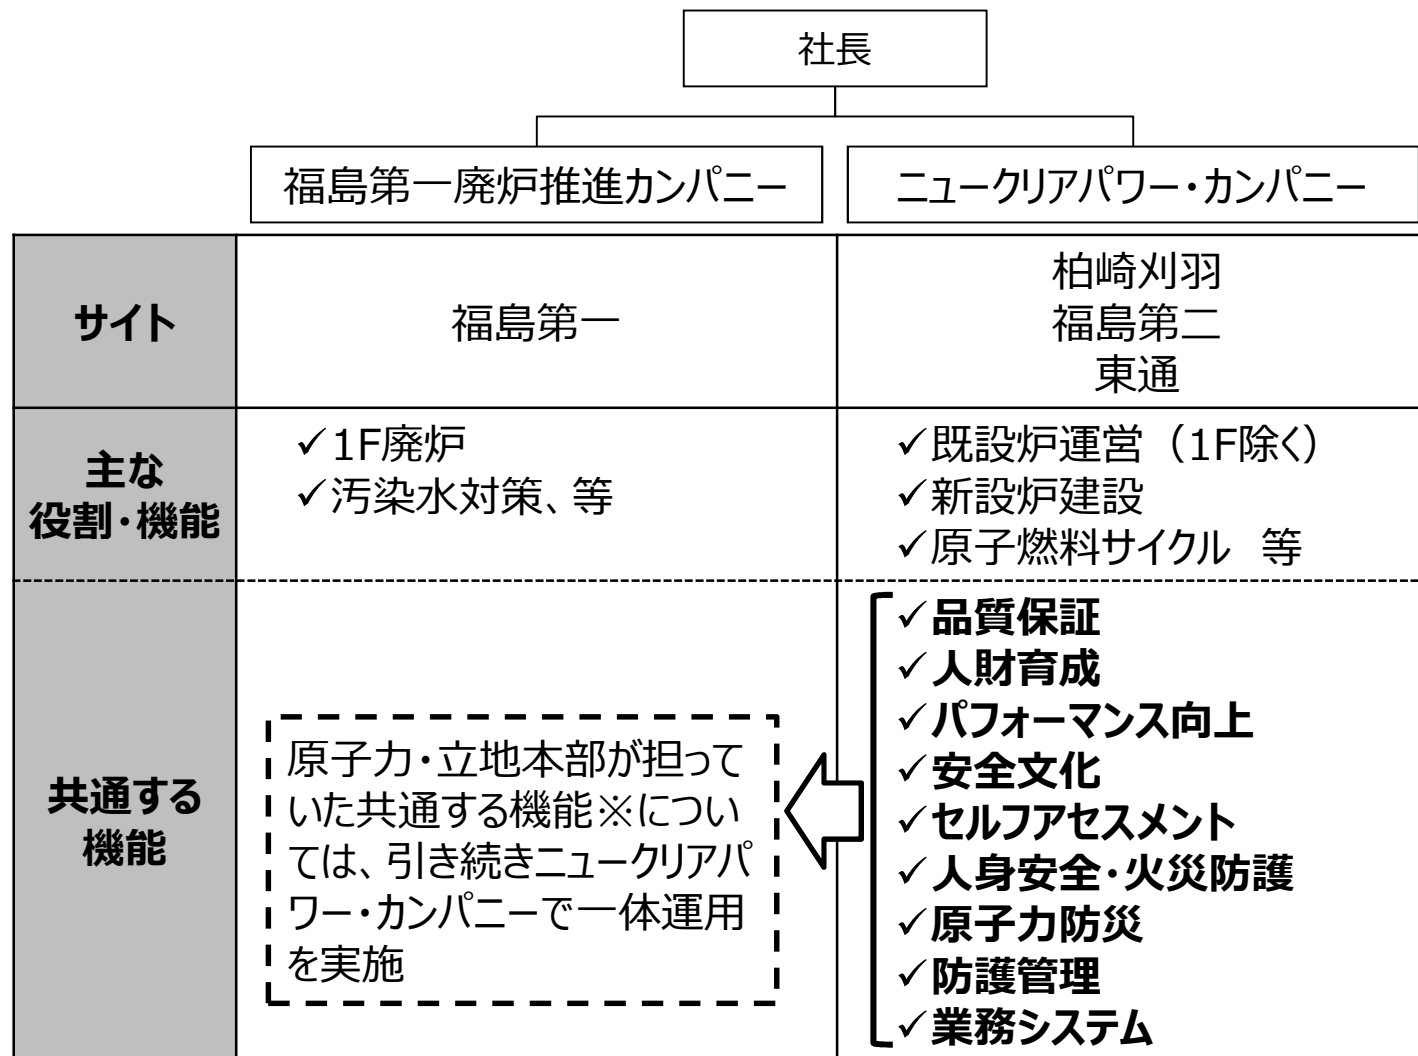 社長
福島第一廃炉推進カンパニー
ニュークリアパワー・カンパニー
サイト
福島第一
柏崎刈羽
福島第二
東通
主な
役割・機能
✓1F廃炉
✓汚染水対策、等
✓既設炉運営（1F除く）
✓新設炉建設
✓原子燃料サイクル　等
共通する
機能
原子力・立地本部が担って
いた共通する機能※につい
ては、引き続きニュークリアパ
ワー・カンパニーで一体運用
を実施
✓品質保証
✓人財育成
✓パフォーマンス向上
✓安全文化
✓セルフアセスメント
✓人身安全・火災防護
✓原子力防災
✓防護管理
✓業務システム